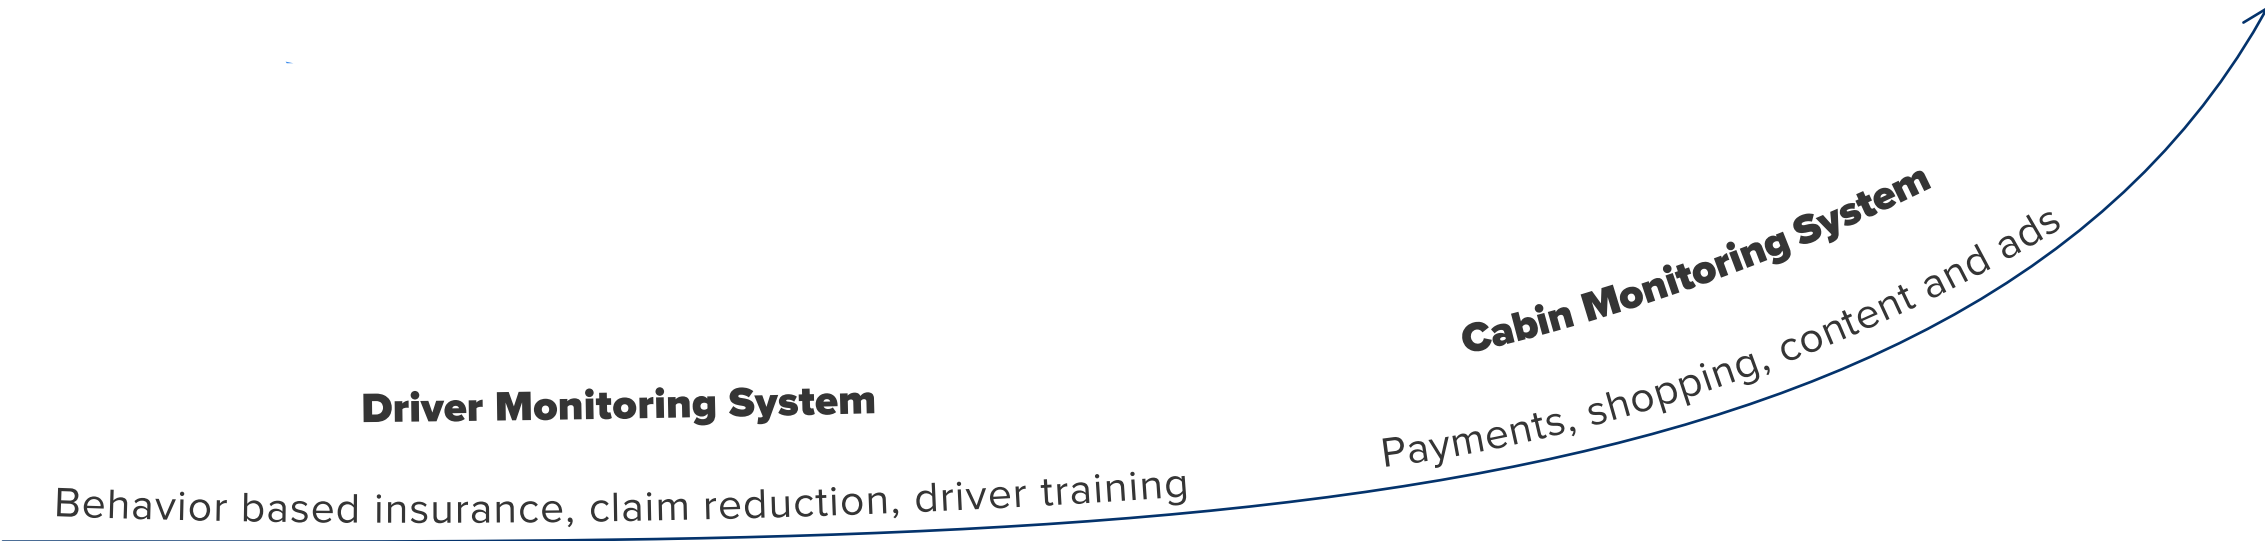 Driver Monitoring System
Behavior based insurance, claim reduction, driver training
Cabin Monitoring System
Payments, shopping, content and ads